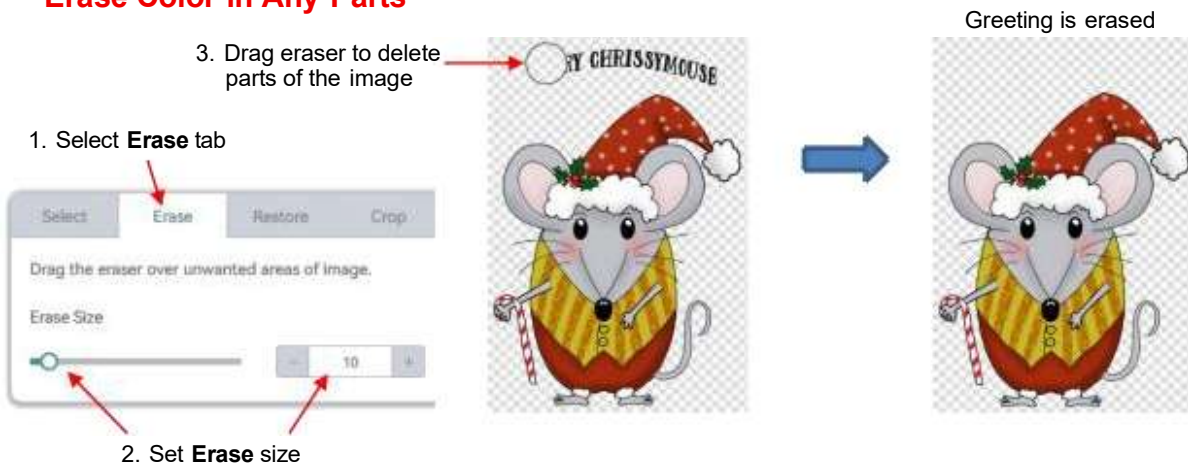 Erase Color in Any Parts
Greeting is erased
3. Drag eraser to delete
parts of the image
RY CHRISSYMOUSE
1. Select Erase tab
Select Erase Restore Crop
Drag the eraser over unwanted areas of image.
Erase Size
- 10 +
2. Set Erase size